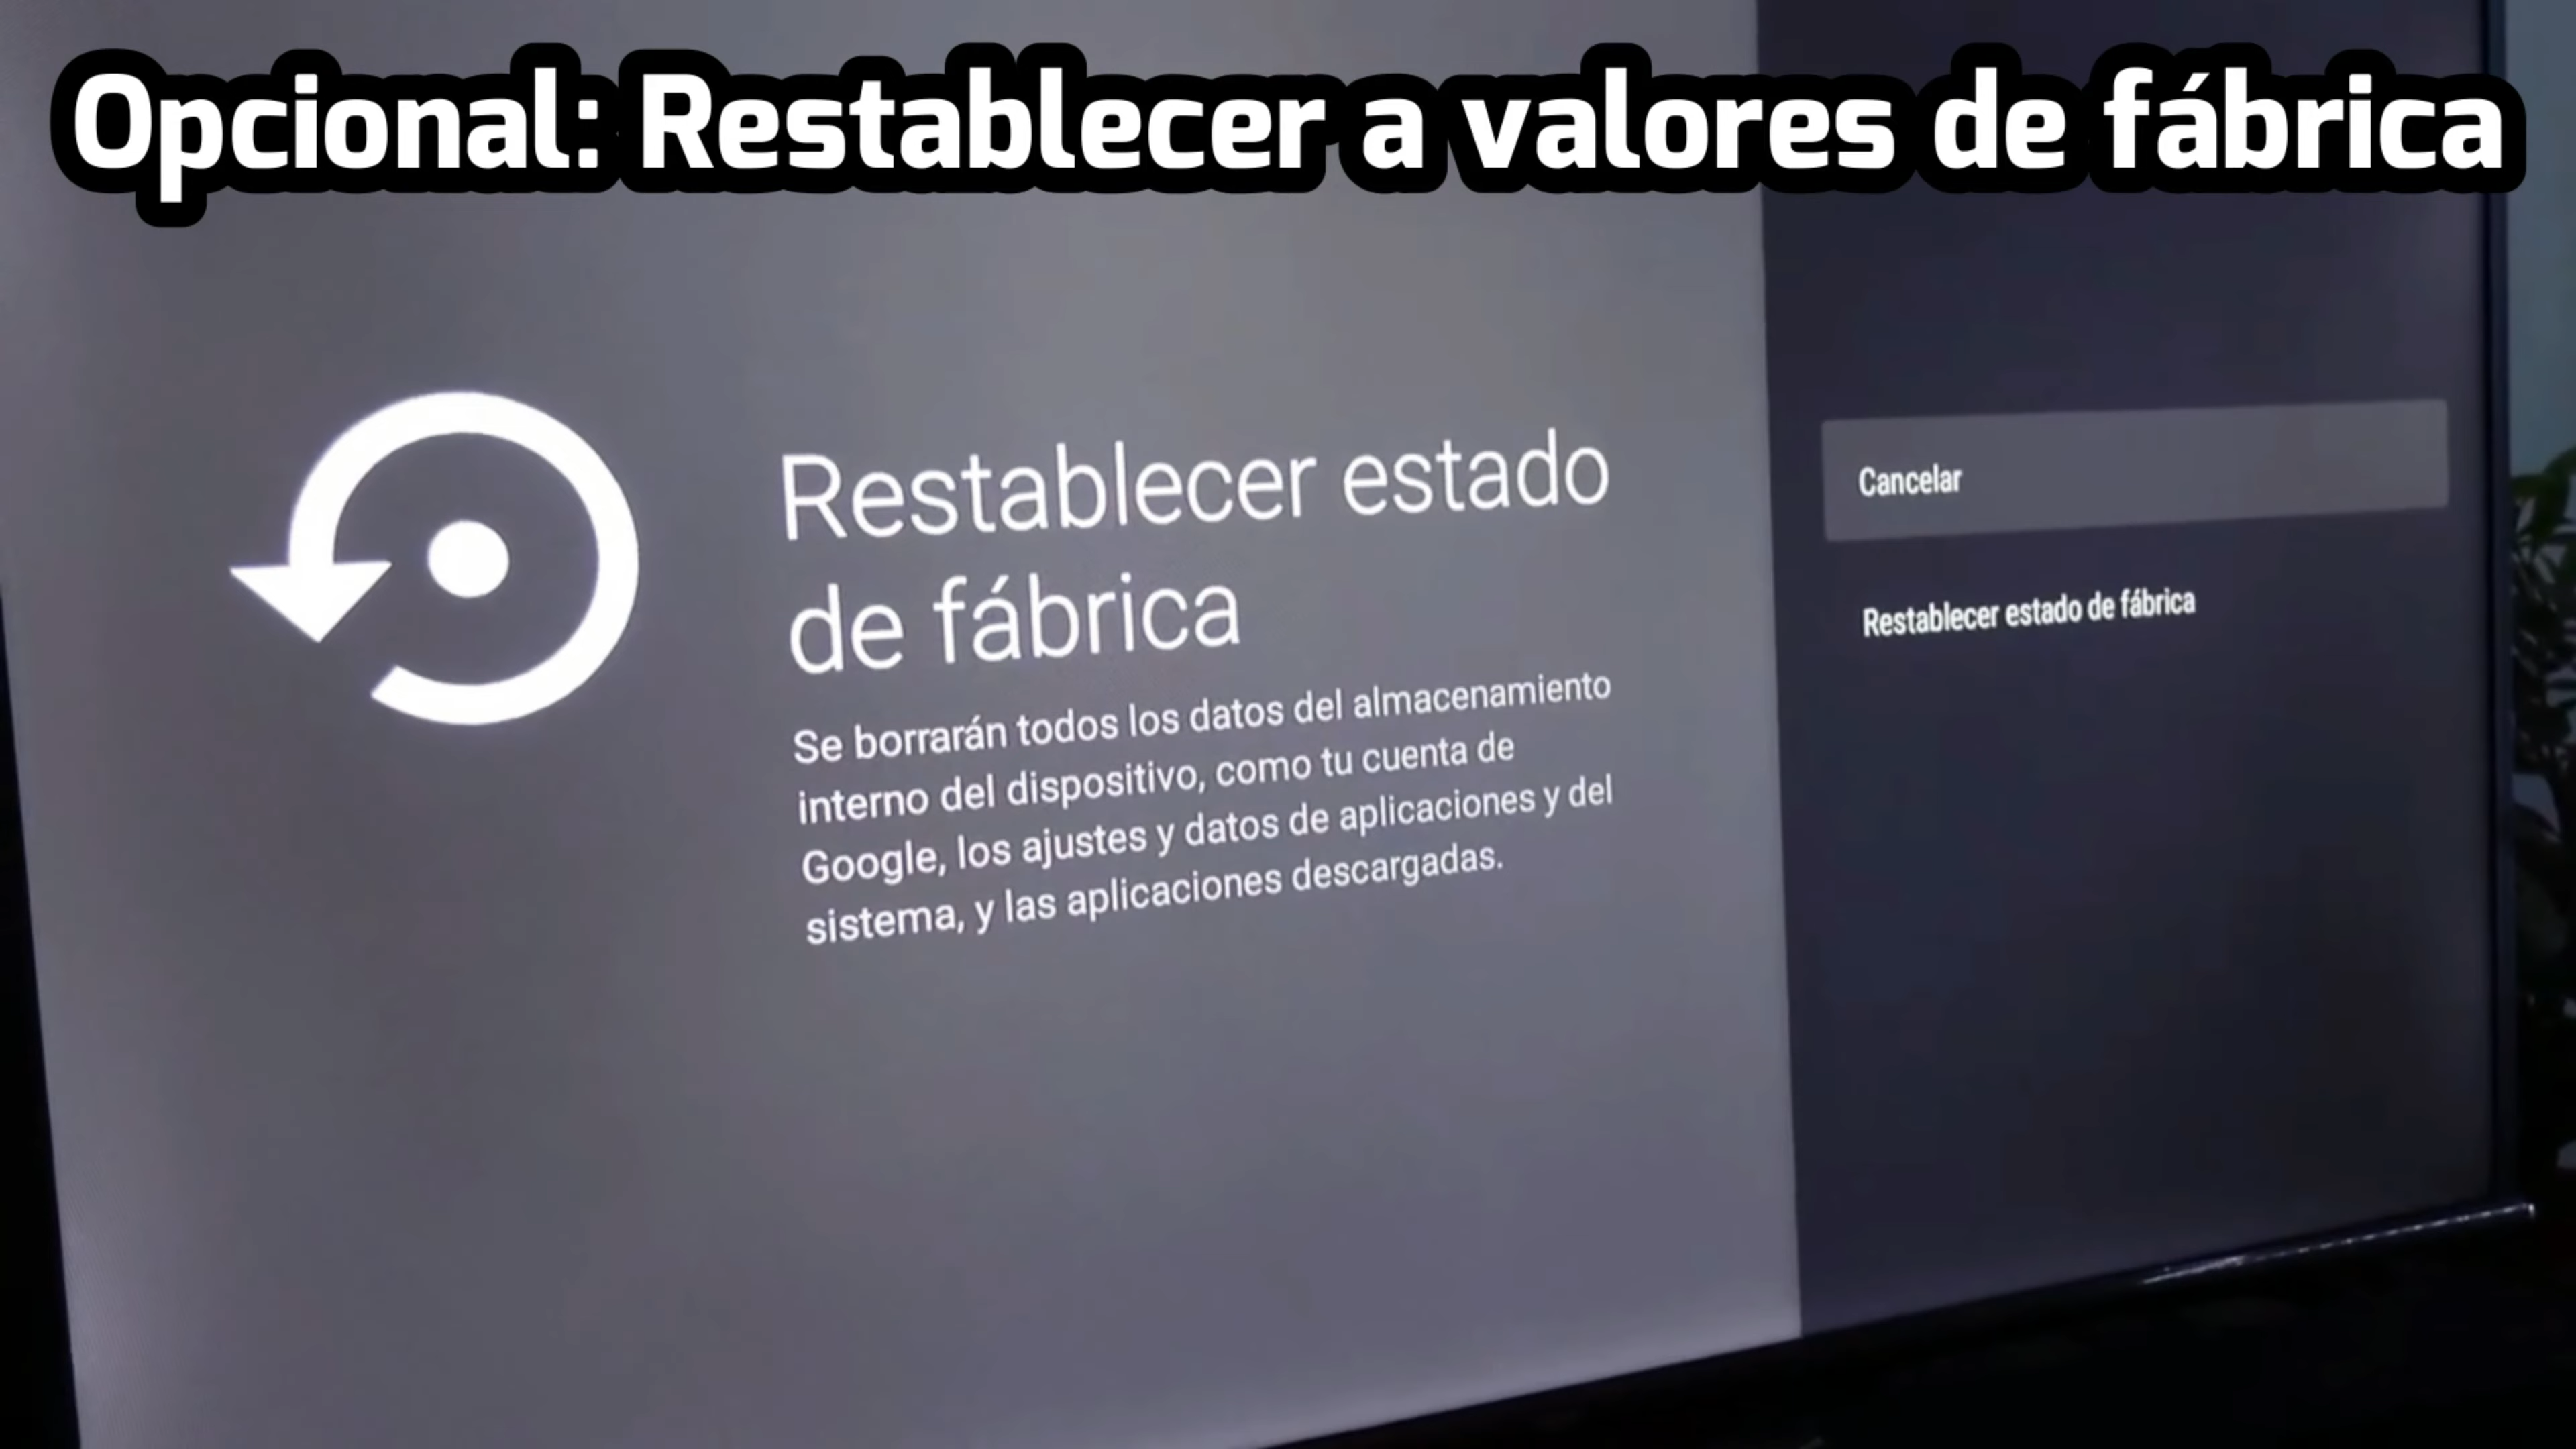 Opcional: Restablecer a valores de fábrica
Restablecer estado
de fábrica
Se borrarán todos los datos del almacenamiento
interno del dispositivo, como tu cuenta de
Google, los ajustes y datos de aplicaciones y del
sistema, y las aplicaciones descargadas.
Cancelar
Restablecer estado de fábrica